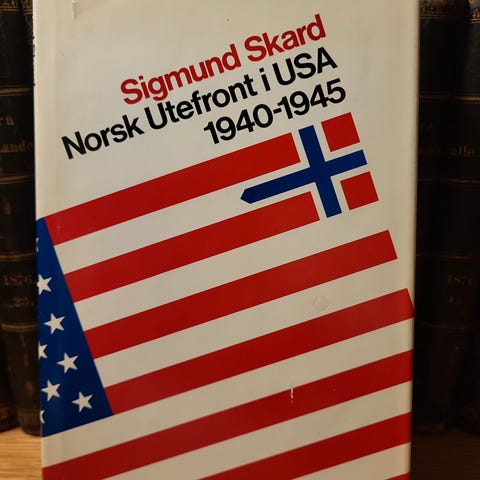 Sigmund Skard
Norsk Utefront i USA
1940-1945